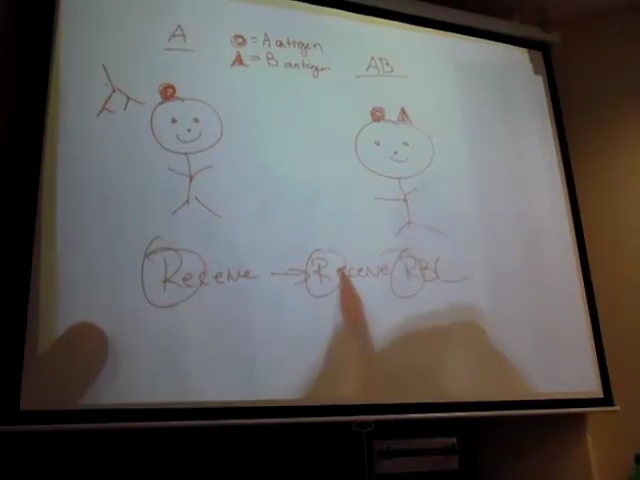 A
= A antigen
= B antigen
AB
Receive → Receive RBC